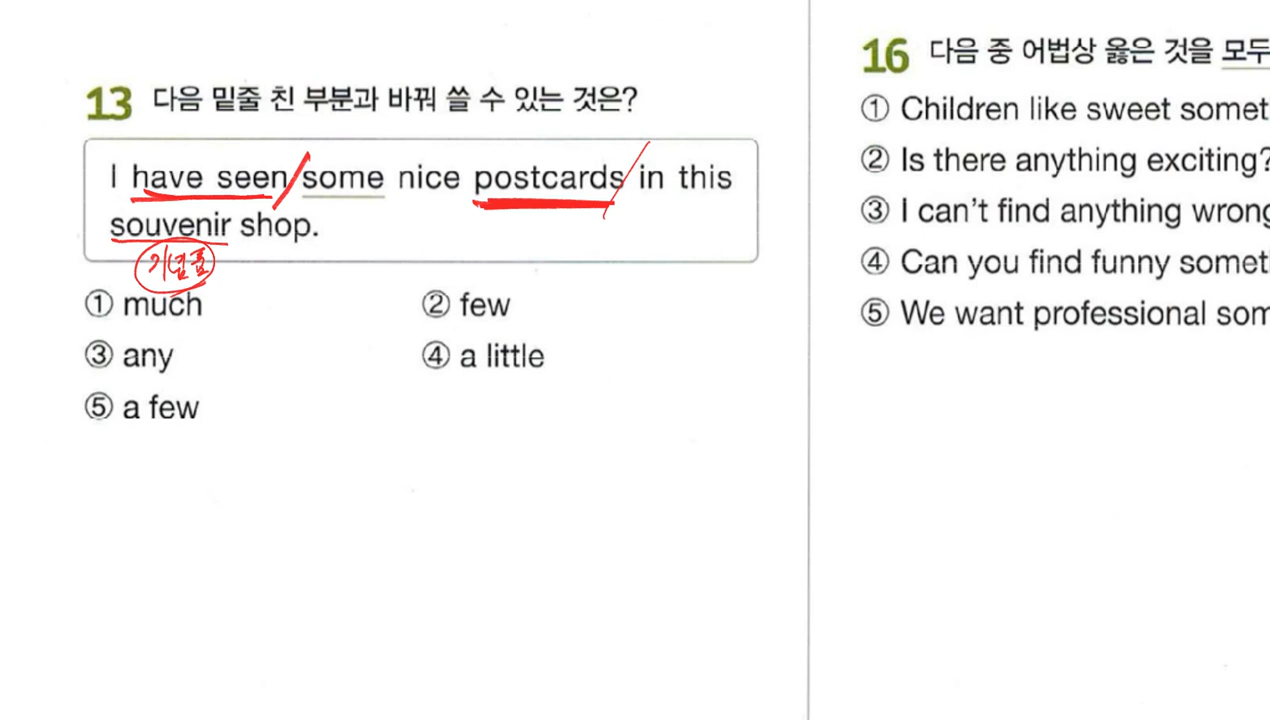 13 다음 밑줄 친 부분과 바꿔 쓸 수 있는 것은?
I have seen some nice postcards in this
souvenir shop.
기념품
① much
② few
③ any
④ a little
⑤ a few
16 다음 중 어법상 옳은 것을 모두
① Children like sweet somet
② Is there anything exciting?
③ I can't find anything wrong
④ Can you find funny someti
⑤ We want professional som